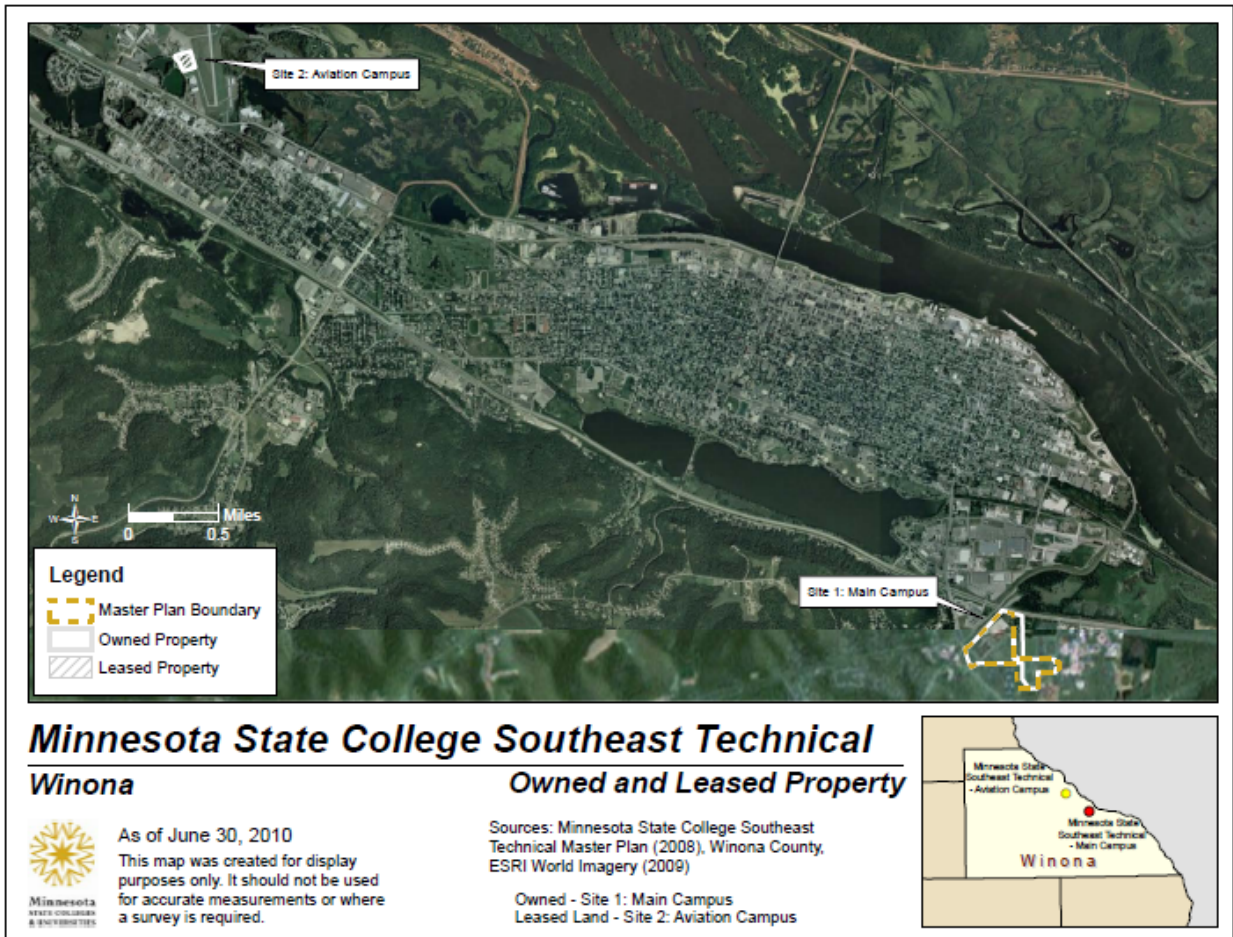 Site 2: Aviation Campus
N
W E
S
Miles
0 0.5
Site 1: Main Campus
Legend
Master Plan Boundary
Owned Property
Leased Property
Minnesota State College Southeast Technical
Winona
Owned and Leased Property
As of June 30, 2010
This map was created for display
purposes only. It should not be used
for accurate measurements or where
a survey is required.
Minnesota
STATE COLLEGES
& UNIVERSITIES
Sources: Minnesota State College Southeast
Technical Master Plan (2008), Winona County,
ESRI World Imagery (2009)
Owned - Site 1: Main Campus
Leased Land - Site 2: Aviation Campus
Minnesota State
Southeast Technical
- Aviation Campus
Minnesota State
Southeast Technical
- Main Campus
Winona